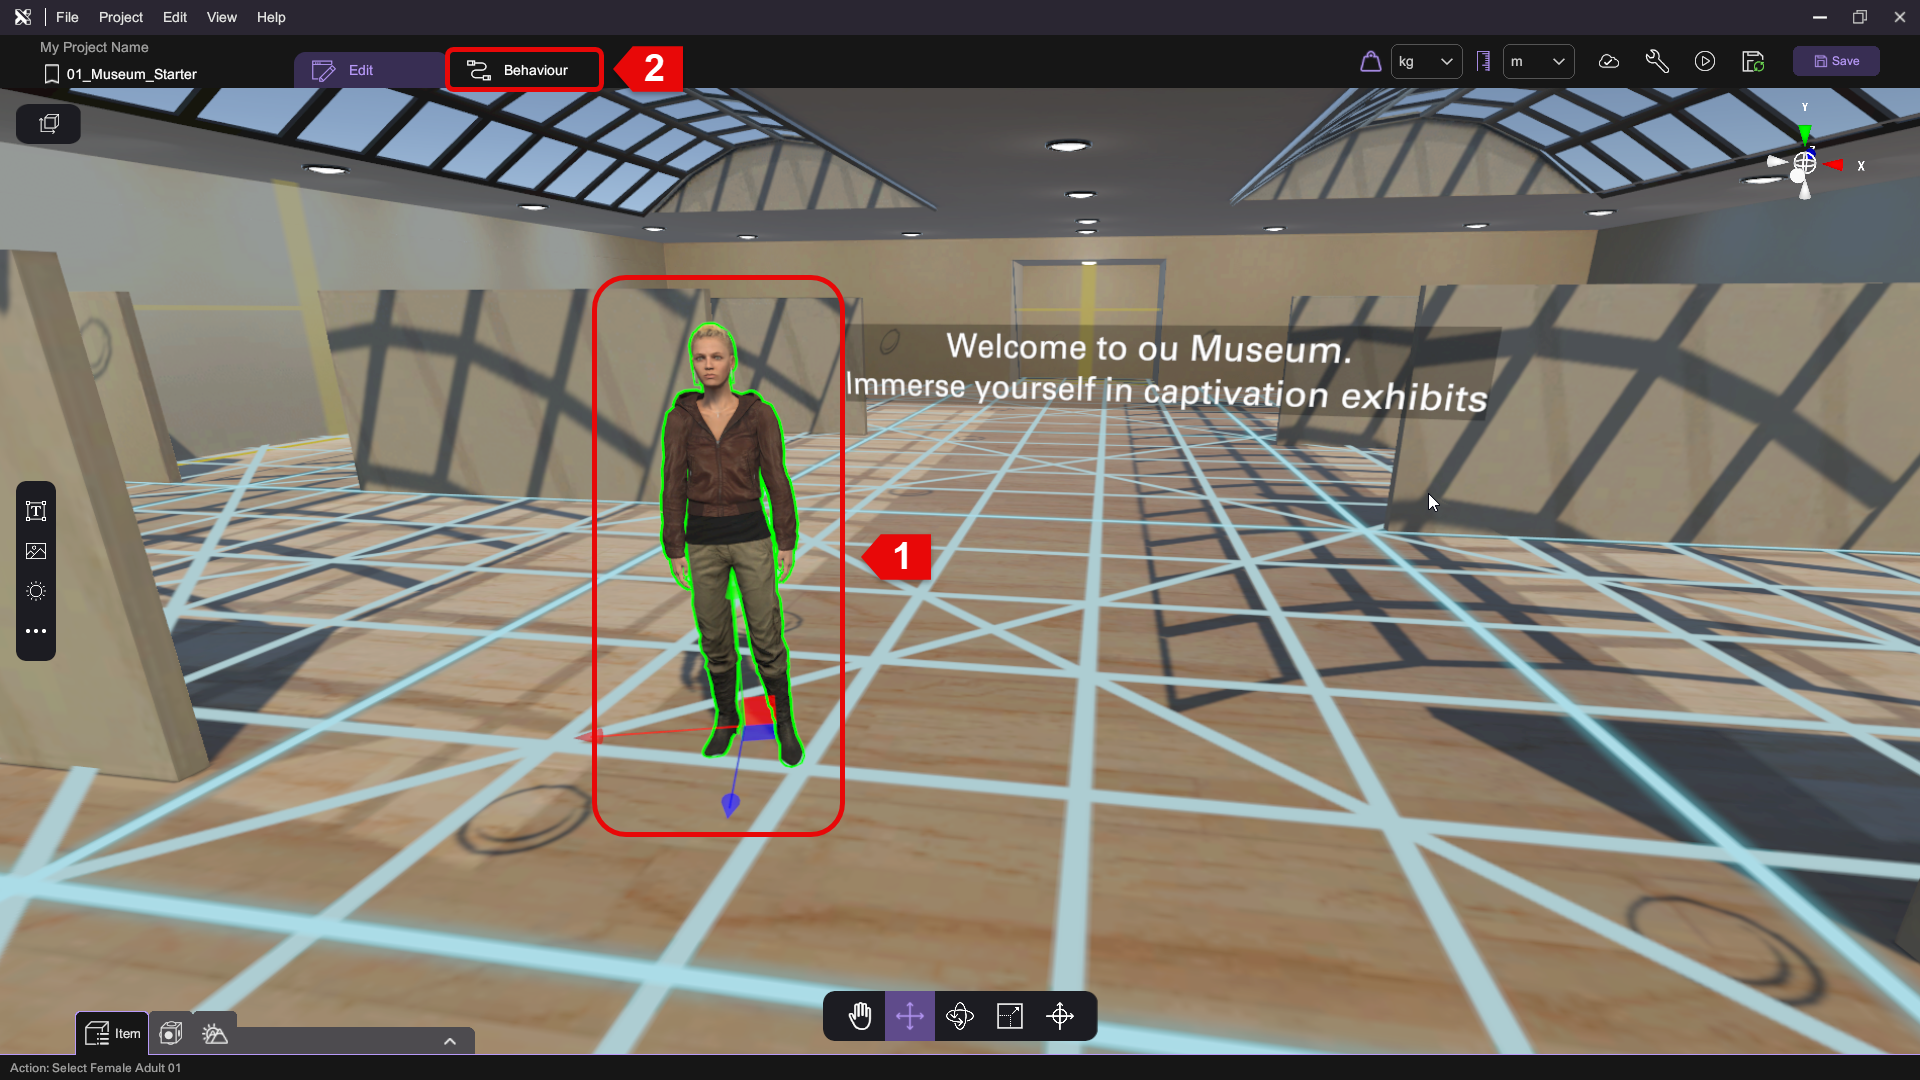 File Project Edit View Help
My Project Name
01_Museum_Starter
Edit
Behaviour
2
kg
m
Save
Y
Z
X
Welcome to ou Museum.
Immerse yourself in captivation exhibits
1
T
Item
Action: Select Female Adult 01